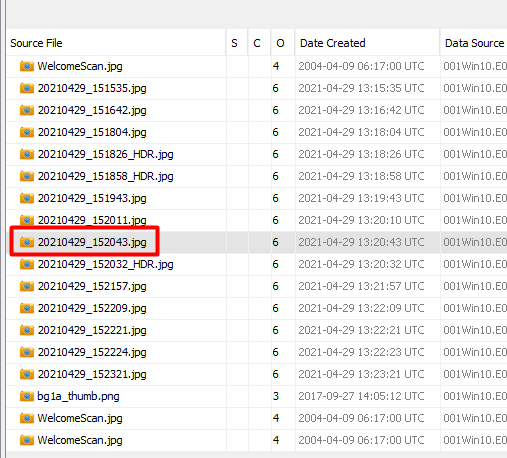 Source File S C O Date Created Data Source
WelcomeScan.jpg 4 2004-04-09 06:17:00 UTC 001Win10.E0
20210429_151535.jpg 6 2021-04-29 13:15:35 UTC 001Win10.E0
20210429_151642.jpg 6 2021-04-29 13:16:42 UTC 001Win10.E0
20210429_151804.jpg 6 2021-04-29 13:18:04 UTC 001Win10.E0
20210429_151826_HDR.jpg 6 2021-04-29 13:18:26 UTC 001Win10.E0
20210429_151858_HDR.jpg 6 2021-04-29 13:18:58 UTC 001Win10.E0
20210429_151943.jpg 6 2021-04-29 13:19:43 UTC 001Win10.E0
20210429_152011.jpg 6 2021-04-29 13:20:10 UTC 001Win10.E0
20210429_152043.jpg 6 2021-04-29 13:20:43 UTC 001Win10.E0
20210429_152032_HDR.jpg 6 2021-04-29 13:20:32 UTC 001Win10.E0
20210429_152157.jpg 6 2021-04-29 13:21:57 UTC 001Win10.E0
20210429_152209.jpg 6 2021-04-29 13:22:09 UTC 001Win10.E0
20210429_152221.jpg 6 2021-04-29 13:22:21 UTC 001Win10.E0
20210429_152224.jpg 6 2021-04-29 13:22:23 UTC 001Win10.E0
20210429_152321.jpg 6 2021-04-29 13:23:21 UTC 001Win10.E0
bg1a_thumb.png 3 2017-09-27 14:05:12 UTC 001Win10.E0
WelcomeScan.jpg 4 2004-04-09 06:17:00 UTC 001Win10.E0
WelcomeScan.jpg 4 2004-04-09 06:17:00 UTC 001Win10.E0